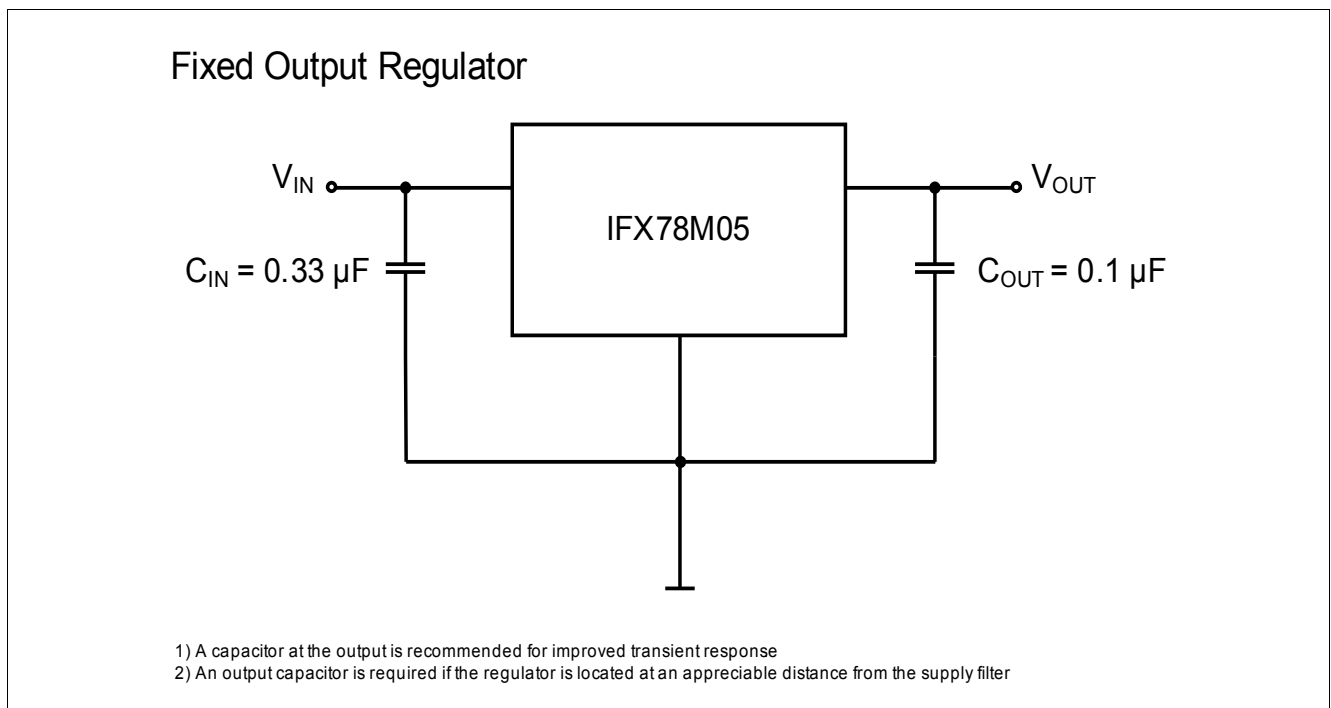 Fixed Output Regulator
VIN
VOUT
IFX78M05
CIN = 0.33 µF
COUT = 0.1 µF
1) A capacitor at the output is recommended for improved transient response
2) An output capacitor is required if the regulator is located at an appreciable distance from the supply filter